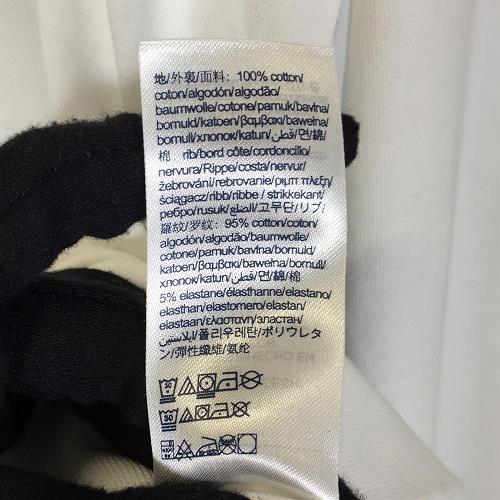 地/外裏/面料: 100% cotton/
coton/algodón/algodão/
baumwolle/cotone/pamuk/bavlna/
bomuld/katoen/βαμβακι/bawełna/
bomull/хлопок/katun/قطن/면/綿/
棉 rib/bord côte/cordoncillo/
nervura/Rippe/costa/nervur/
žebrování/rebrovanie/ριμπ πλεξη/
ściągacz/ribb/ribbe / strikkekant/
ребро/rusuk/الضلع/고무단/リブ/
羅紋/罗纹: 95% cotton/coton/
algodón/algodão/baumwolle/
cotone/pamuk/bavlna/bomuld/
katoen/βαμβακι/bawełna/bomull/
хлопок/katun/قطن/면/綿/棉
5% elastane/élasthanne/elastano/
elasthan/elastomero/elastan/
elastaan/ελαστανη/эластан/
ايلاستين/폴리우레탄/ポリウレタ
ン/弾性纖維/氨纶